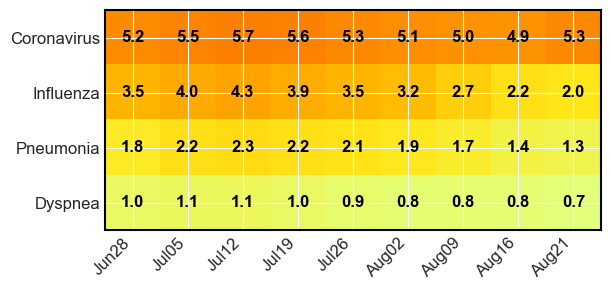 Coronavirus 5.2 5.5 5.7 5.6 5.3 5.1 5.0 4.9 5.3
Influenza 3.5 4.0 4.3 3.9 3.5 3.2 2.7 2.2 2.0
Pneumonia 1.8 2.2 2.3 2.2 2.1 1.9 1.7 1.4 1.3
Dyspnea 1.0 1.1 1.1 1.0 0.9 0.8 0.8 0.8 0.7
Jun28 Jul05 Jul12 Jul19 Jul26 Aug02 Aug09 Aug16 Aug21